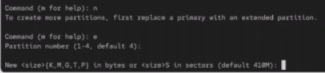 Command (m for help): n
To create more partitions, first replace a primary with an extended partition.
Command (m for help): e
Partition number (1-4, default 4):
New <size>{K,M,G,T,P} in bytes or <size>S in sectors (default 410M):